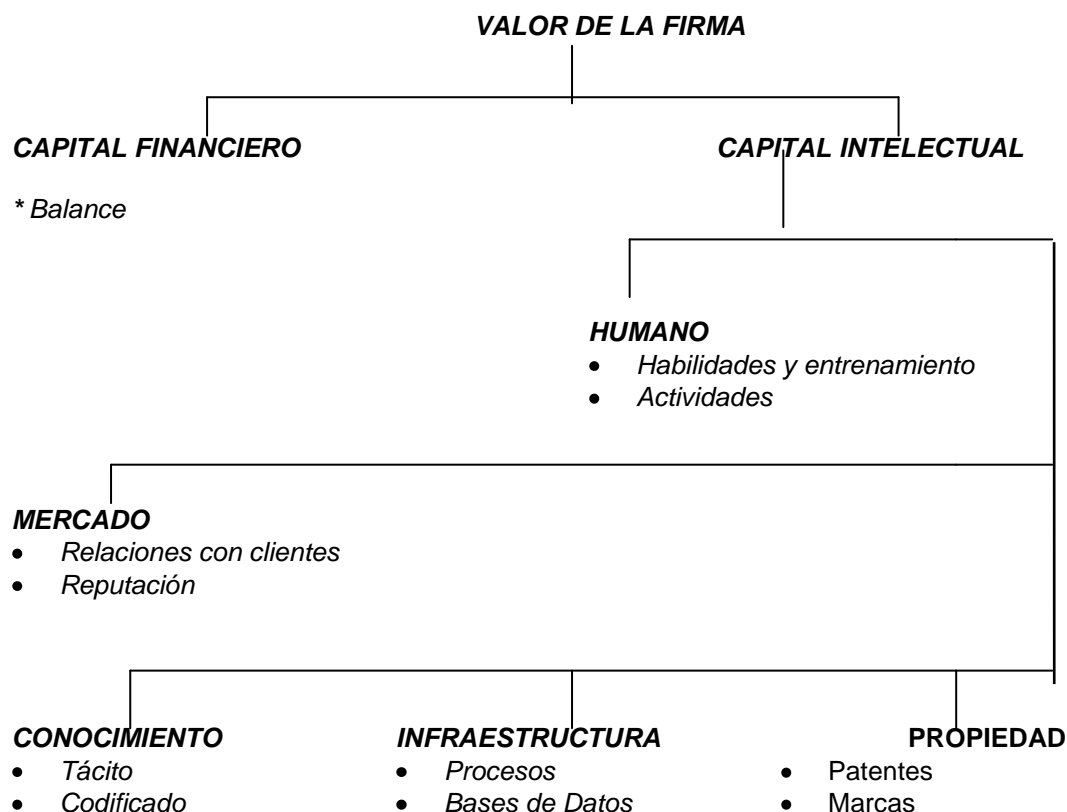 VALOR DE LA FIRMA
CAPITAL FINANCIERO
CAPITAL INTELECTUAL
* Balance
HUMANO
• Habilidades y entrenamiento
• Actividades
MERCADO
• Relaciones con clientes
• Reputación
CONOCIMIENTO
• Tácito
• Codificado
INFRAESTRUCTURA
• Procesos
• Bases de Datos
PROPIEDAD
• Patentes
• Marcas